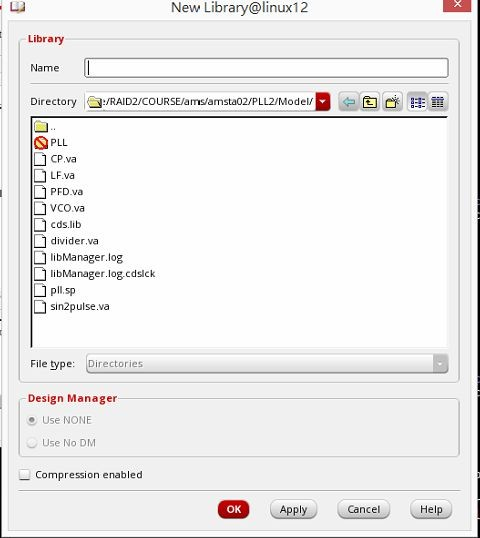 New Library@linux12
Library
Name
Directory :/RAID2/COURSE/ams/amsta02/PLL2/Model/
..
PLL
CP.va
LF.va
PFD.va
VCO.va
cds.lib
divider.va
libManager.log
libManager.log.cdslck
pll.sp
sin2pulse.va
File type: Directories
Design Manager
Use NONE
Use No DM
Compression enabled
OK Apply Cancel Help